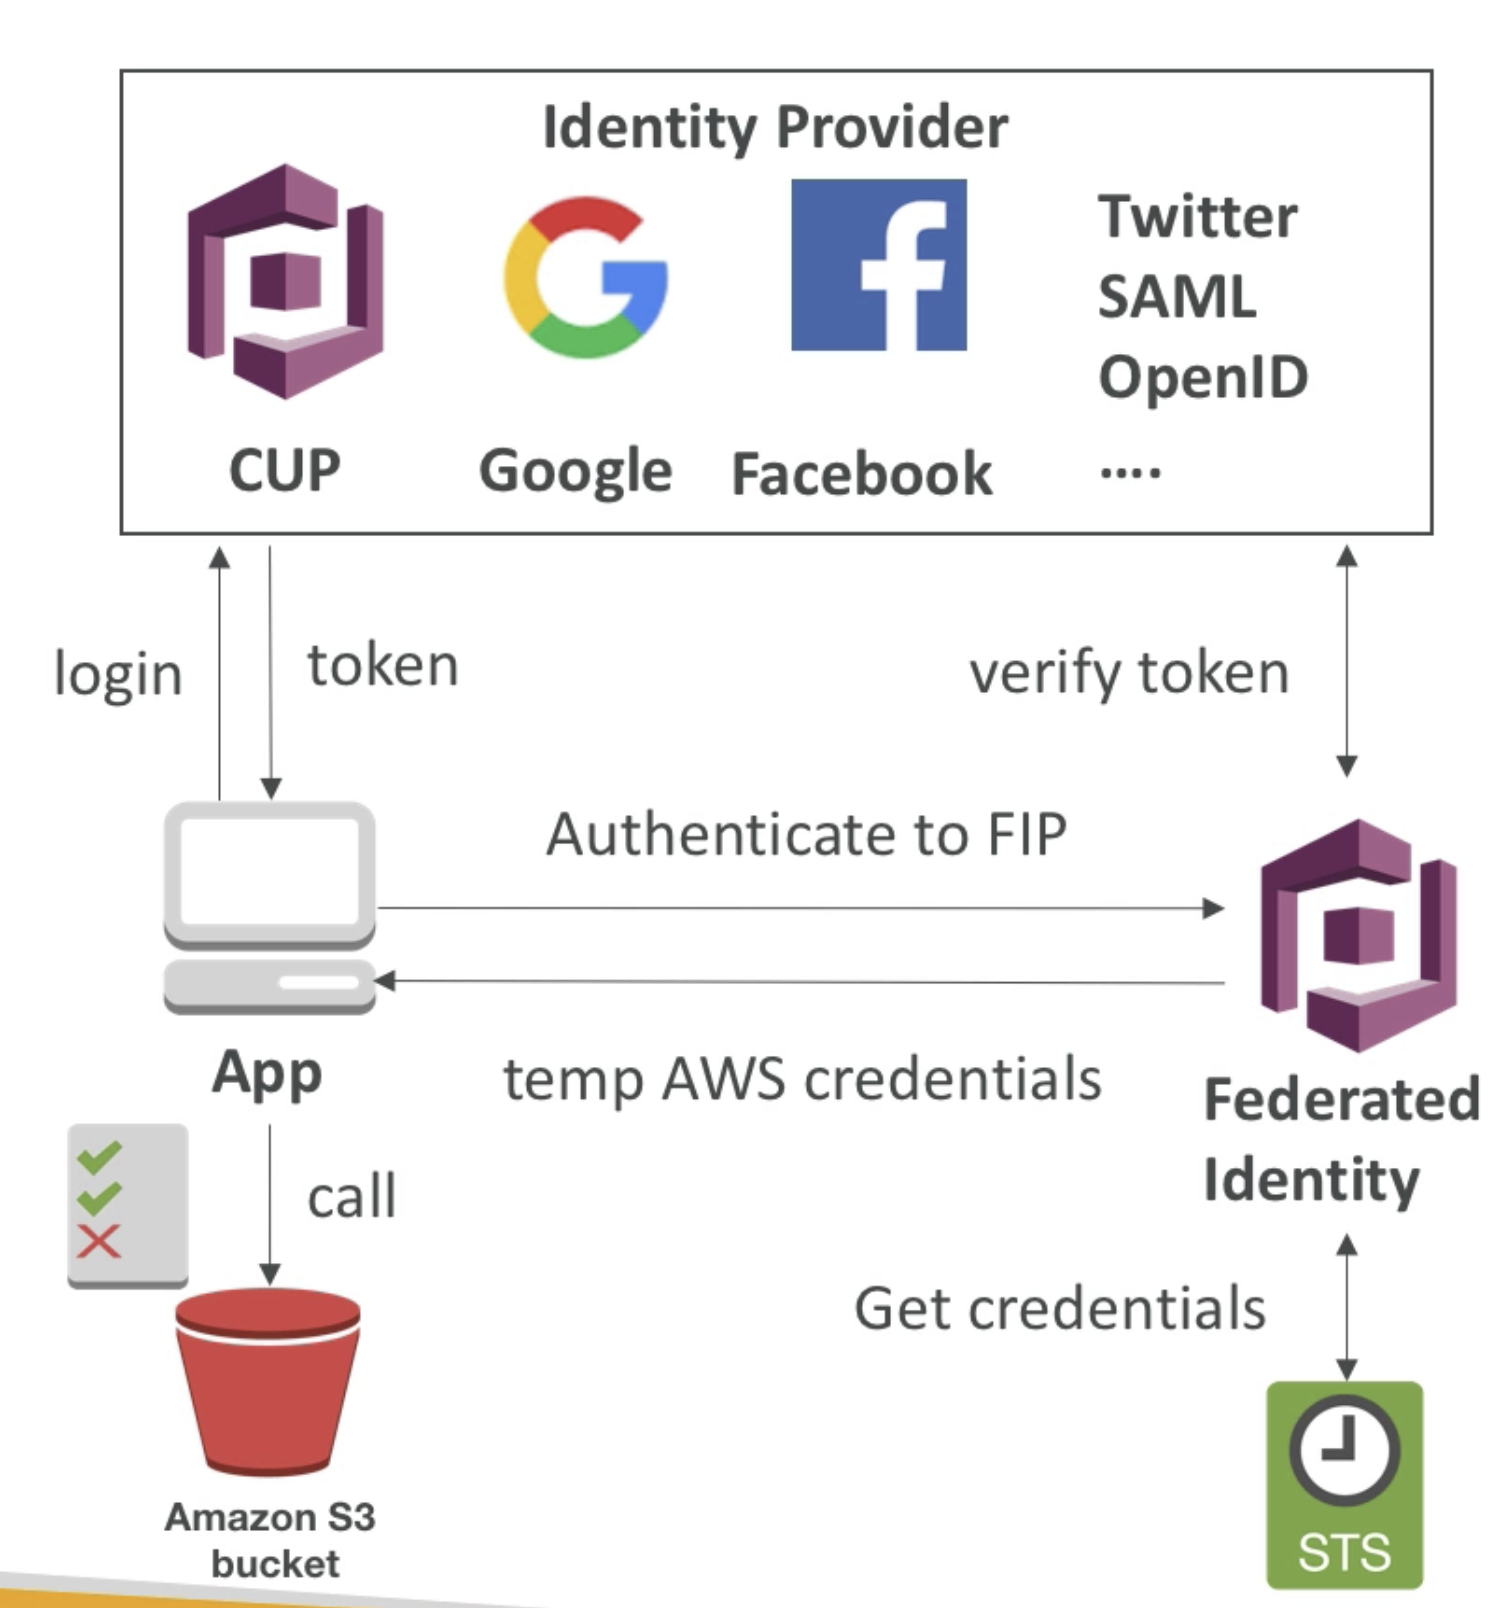 Identity Provider
Twitter
SAML
OpenID
....
CUP
Google
Facebook
login
token
verify token
Authenticate to FIP
temp AWS credentials
App
Federated
Identity
call
Get credentials
Amazon S3
bucket
STS